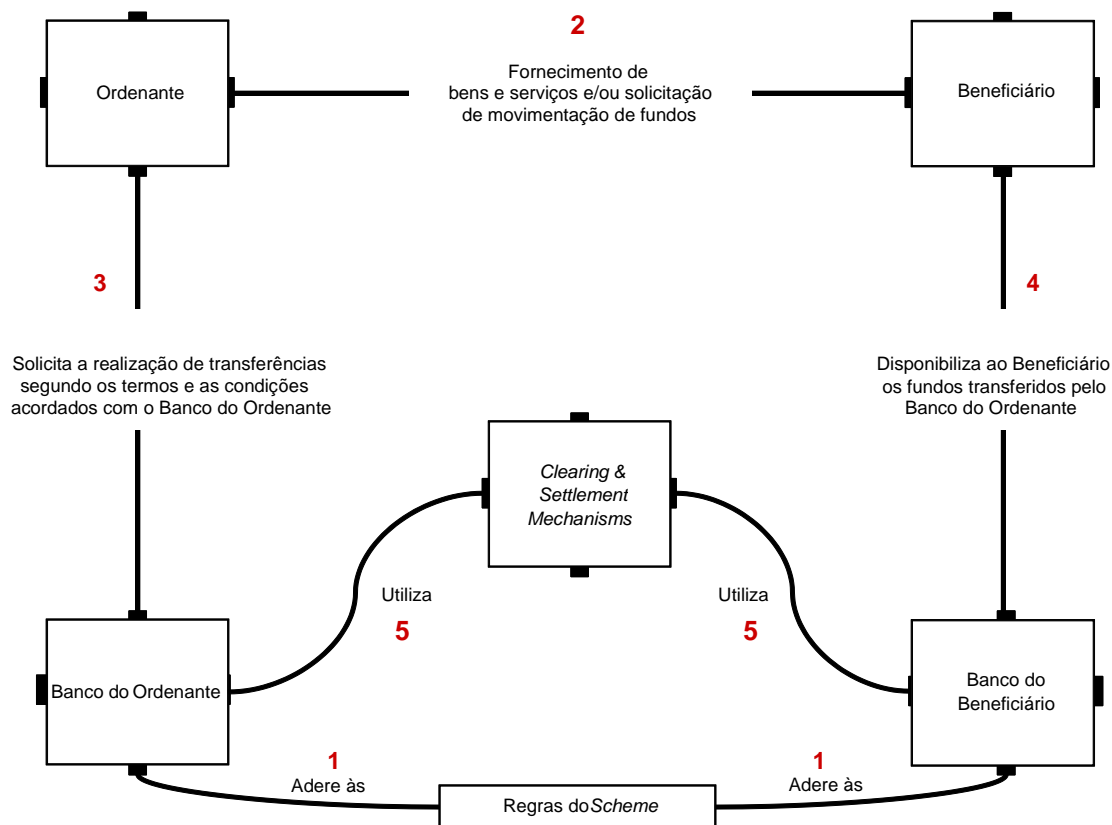 2
Ordenante
Fornecimento de
bens e serviços e/ou solicitação
de movimentação de fundos
Beneficiário
3
4
Solicita a realização de transferências
segundo os termos e as condições
acordados com o Banco do Ordenante
Disponibiliza ao Beneficiário
os fundos transferidos pelo
Banco do Ordenante
Clearing &
Settlement
Mechanisms
Utiliza
5
Utiliza
5
Banco do Ordenante
Banco do
Beneficiário
1
Adere às
1
Adere às
Regras do Scheme